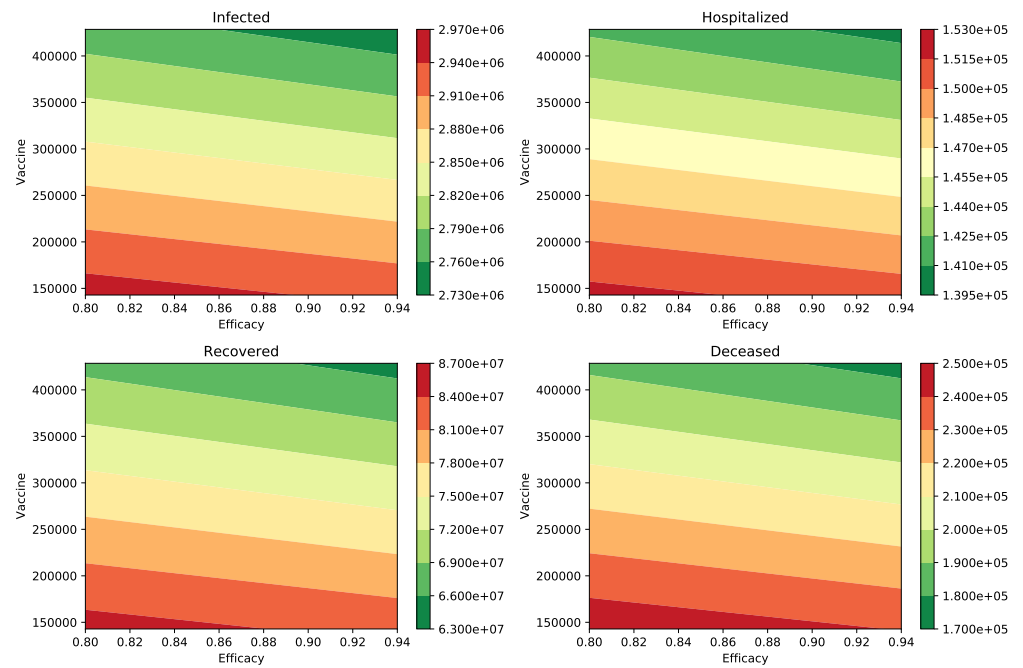 Infected
Hospitalized
400000
350000
300000
250000
200000
150000
Vaccine
0.80 0.82 0.84 0.86 0.88 0.90 0.92 0.94
Efficacy
2.970e+06
2.940e+06
2.910e+06
2.880e+06
2.850e+06
2.820e+06
2.790e+06
2.760e+06
2.730e+06
400000
350000
300000
250000
200000
150000
Vaccine
0.80 0.82 0.84 0.86 0.88 0.90 0.92 0.94
Efficacy
1.530e+05
1.515e+05
1.500e+05
1.485e+05
1.470e+05
1.455e+05
1.440e+05
1.425e+05
1.410e+05
1.395e+05
Recovered
Deceased
400000
350000
300000
250000
200000
150000
Vaccine
0.80 0.82 0.84 0.86 0.88 0.90 0.92 0.94
Efficacy
8.700e+07
8.400e+07
8.100e+07
7.800e+07
7.500e+07
7.200e+07
6.900e+07
6.600e+07
6.300e+07
400000
350000
300000
250000
200000
150000
Vaccine
0.80 0.82 0.84 0.86 0.88 0.90 0.92 0.94
Efficacy
2.500e+05
2.400e+05
2.300e+05
2.200e+05
2.100e+05
2.000e+05
1.900e+05
1.800e+05
1.700e+05